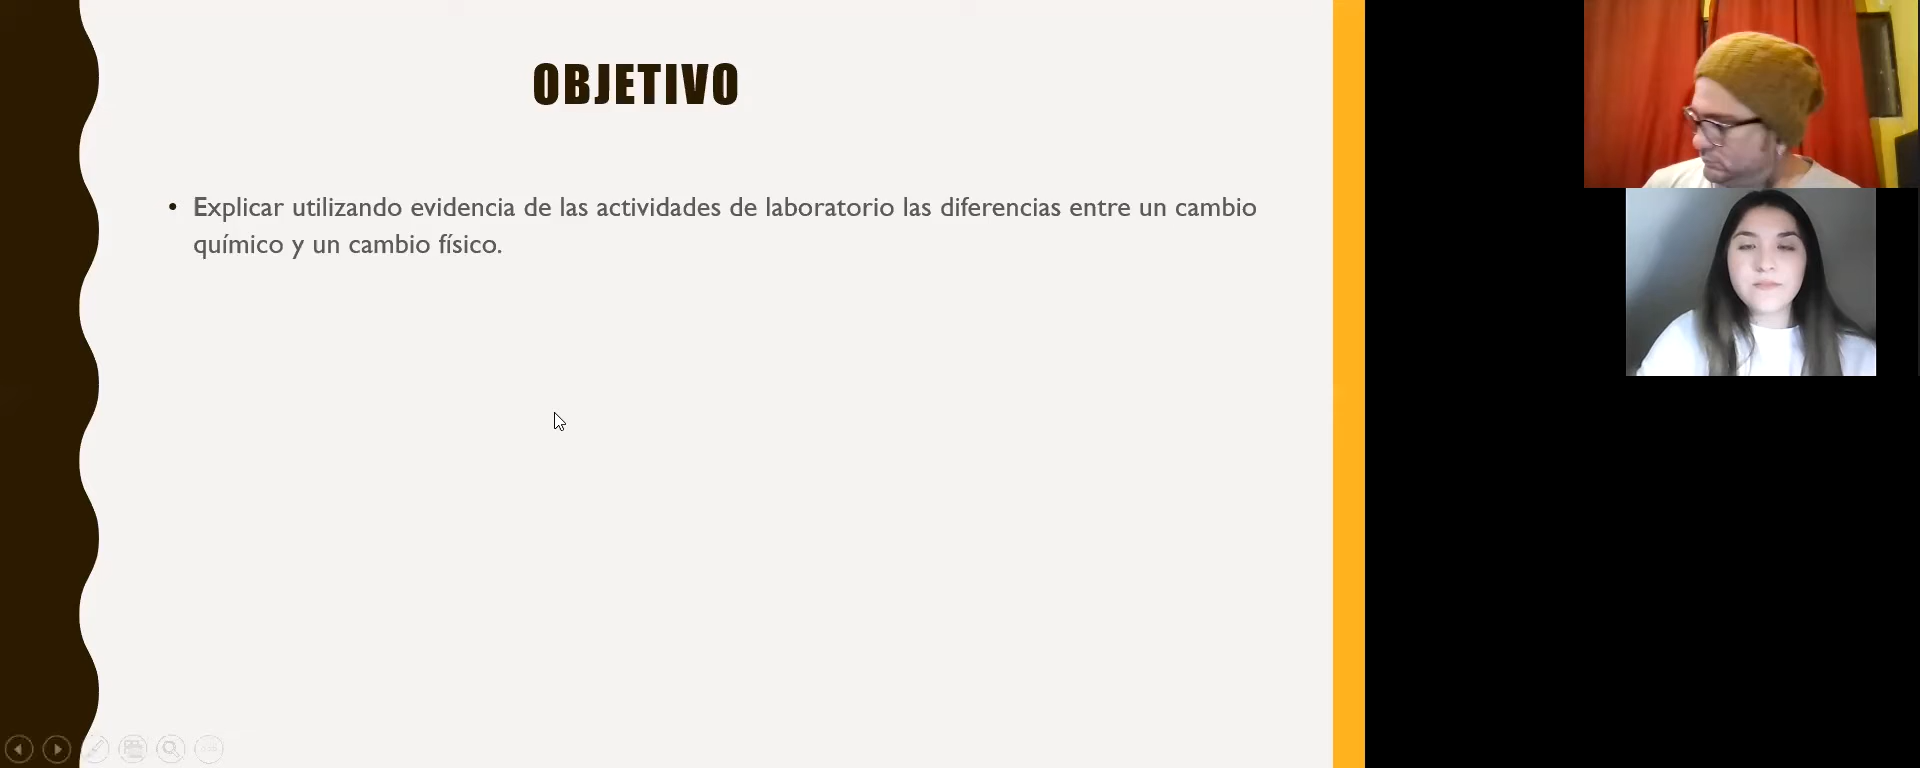 OBJETIVO
• Explicar utilizando evidencia de las actividades de laboratorio las diferencias entre un cambio
químico y un cambio físico.